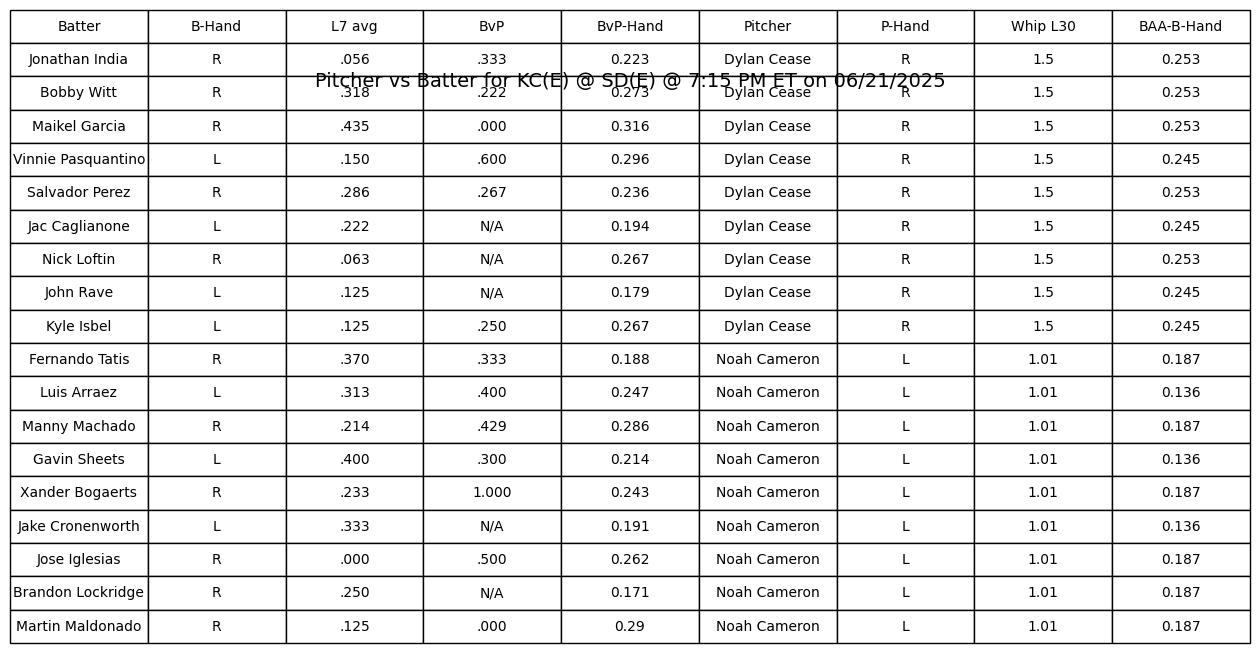 Batter B-Hand L7 avg BvP BvP-Hand Pitcher P-Hand Whip L30 BAA-B-Hand
Jonathan India R .056 .333 0.223 Dylan Cease R 1.5 0.253
Pitcher vs Batter for KC(E) @ SD(E) @ 7:15 PM ET on 06/21/2025
Bobby Witt R .318 .222 0.273 Dylan Cease R 1.5 0.253
Maikel Garcia R .435 .000 0.316 Dylan Cease R 1.5 0.253
Vinnie Pasquantino L .150 .600 0.296 Dylan Cease R 1.5 0.245
Salvador Perez R .286 .267 0.236 Dylan Cease R 1.5 0.253
Jac Caglianone L .222 N/A 0.194 Dylan Cease R 1.5 0.245
Nick Loftin R .063 N/A 0.267 Dylan Cease R 1.5 0.253
John Rave L .125 N/A 0.179 Dylan Cease R 1.5 0.245
Kyle Isbel L .125 .250 0.267 Dylan Cease R 1.5 0.245
Fernando Tatis R .370 .333 0.188 Noah Cameron L 1.01 0.187
Luis Arraez L .313 .400 0.247 Noah Cameron L 1.01 0.136
Manny Machado R .214 .429 0.286 Noah Cameron L 1.01 0.187
Gavin Sheets L .400 .300 0.214 Noah Cameron L 1.01 0.136
Xander Bogaerts R .233 1.000 0.243 Noah Cameron L 1.01 0.187
Jake Cronenworth L .333 N/A 0.191 Noah Cameron L 1.01 0.136
Jose Iglesias R .000 .500 0.262 Noah Cameron L 1.01 0.187
Brandon Lockridge R .250 N/A 0.171 Noah Cameron L 1.01 0.187
Martin Maldonado R .125 .000 0.29 Noah Cameron L 1.01 0.187